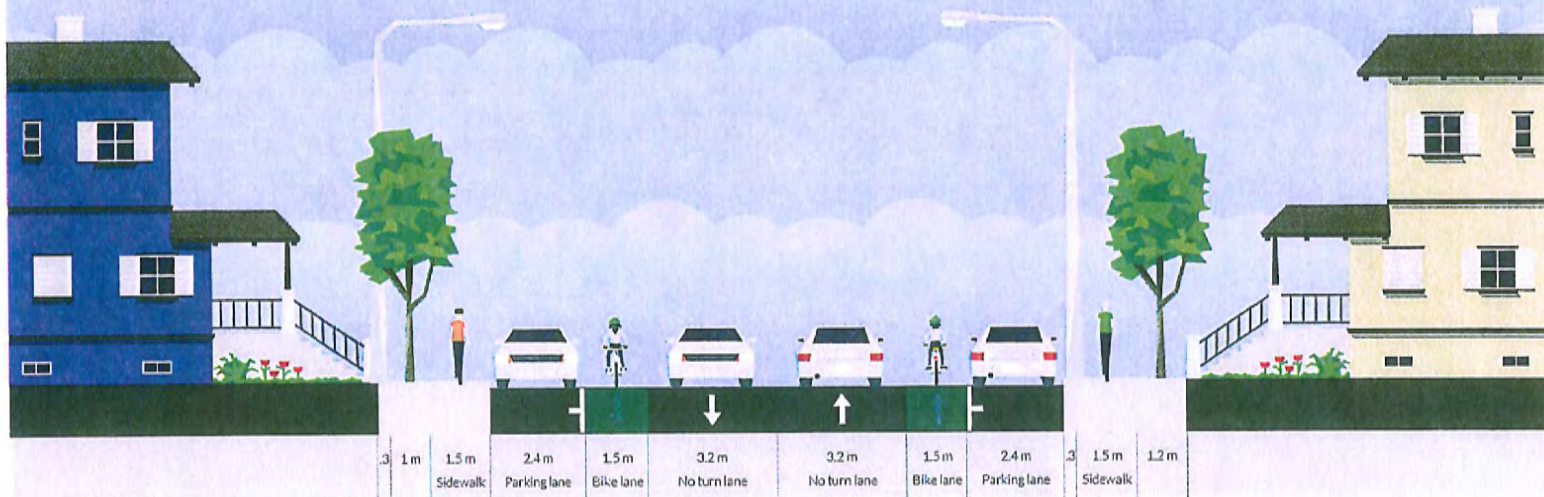 .3 1 m 1.5 m 2.4 m 1.5 m 3.2 m 3.2 m 1.5 m 2.4 m .3 1.5 m 1.2 m
Sidewalk Parking lane Bike lane No turn lane No turn lane Bike lane Parking lane Sidewalk